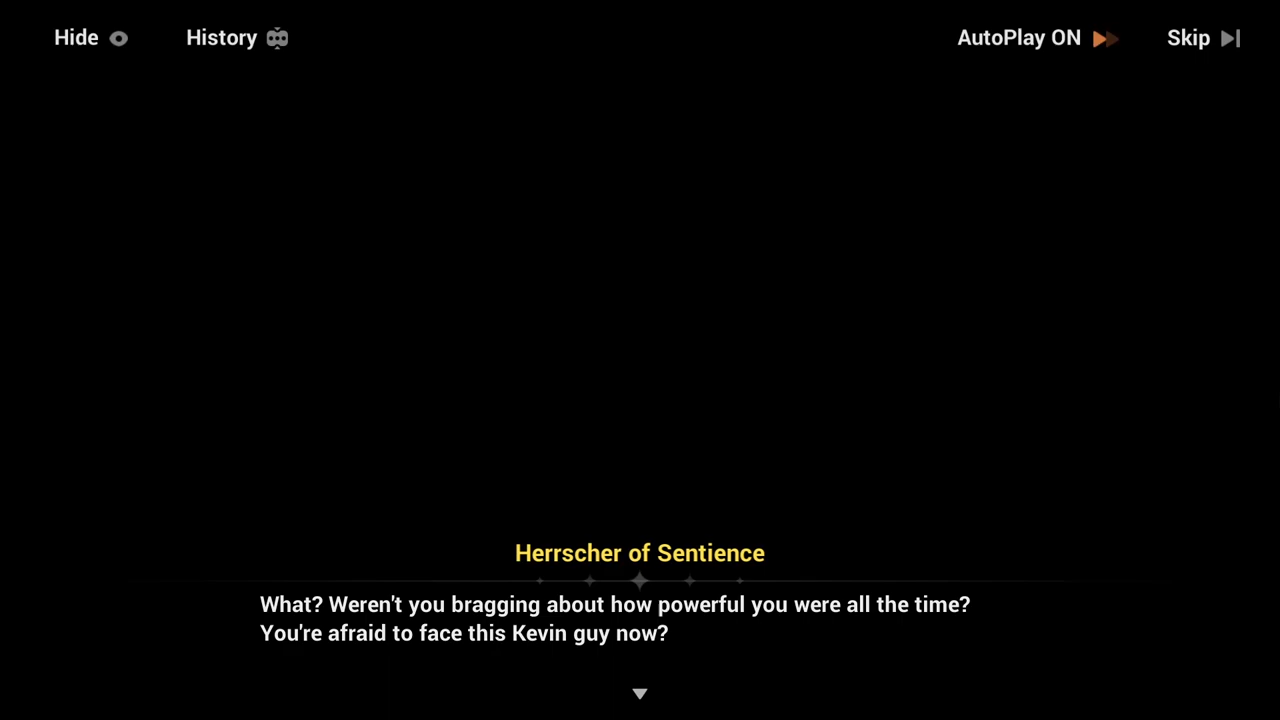 Hide
History
AutoPlay ON
Skip
Herrscher of Sentience
What? Weren't you bragging about how powerful you were all the time?
You're afraid to face this Kevin guy now?